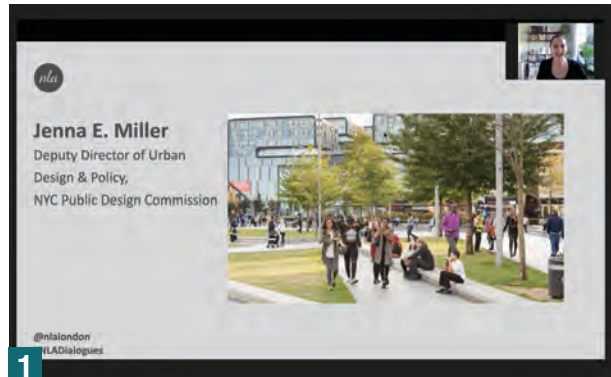 nla
Jenna E. Miller
Deputy Director of Urban
Design & Policy,
NYC Public Design Commission
@nlalondon
NLADialogues
1